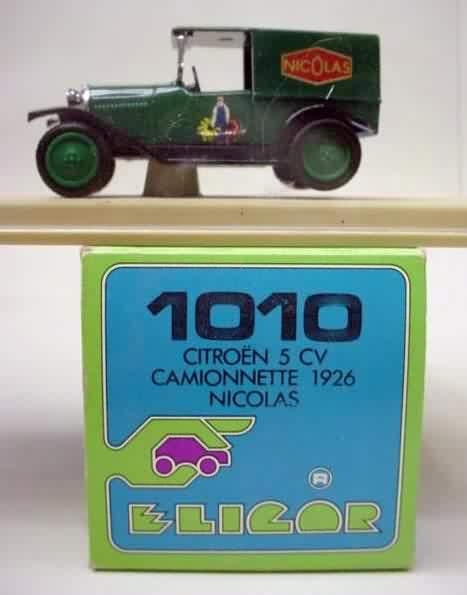 NICOLAS
1010
CITROËN 5 CV
CAMIONNETTE 1926
NICOLAS
ELIGOR